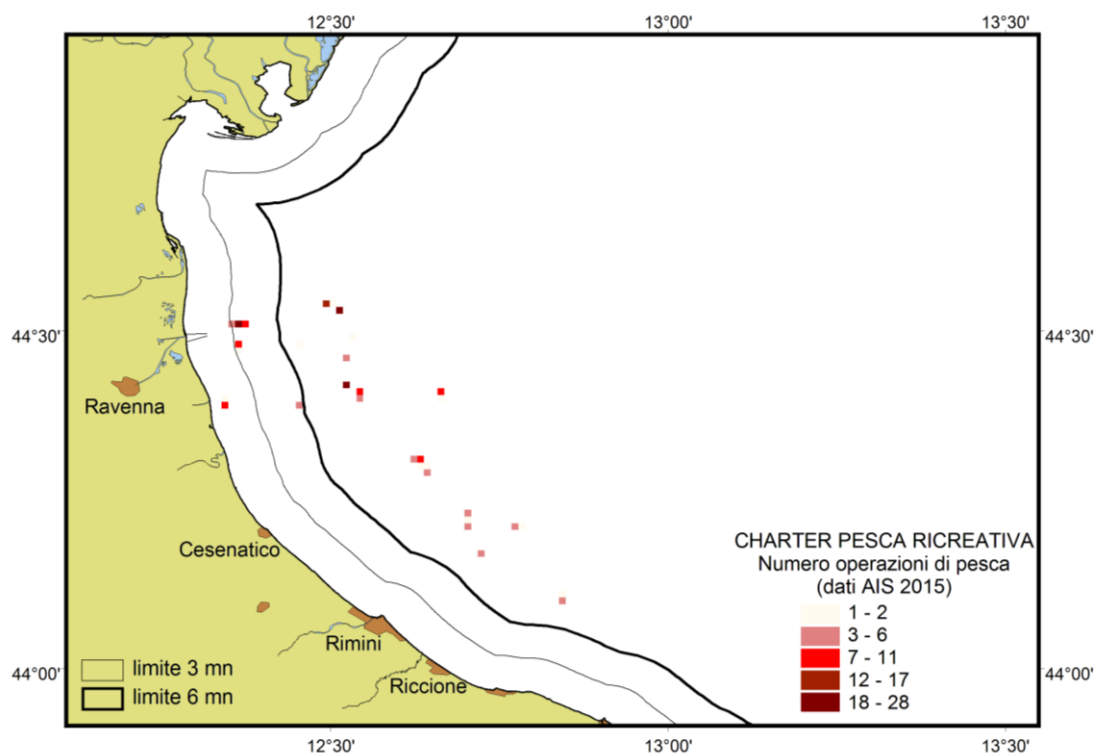 12°30'
13°00'
13°30'
44°30'
44°30'
Ravenna
Cesenatico
CHARTER PESCA RICREATIVA
Numero operazioni di pesca
(dati AIS 2015)
1 - 2
3 - 6
7 - 11
12 - 17
18 - 28
Rimini
Riccione
limite 3 mn
limite 6 mn
44°00'
44°00'
12°30'
13°00'
13°30'